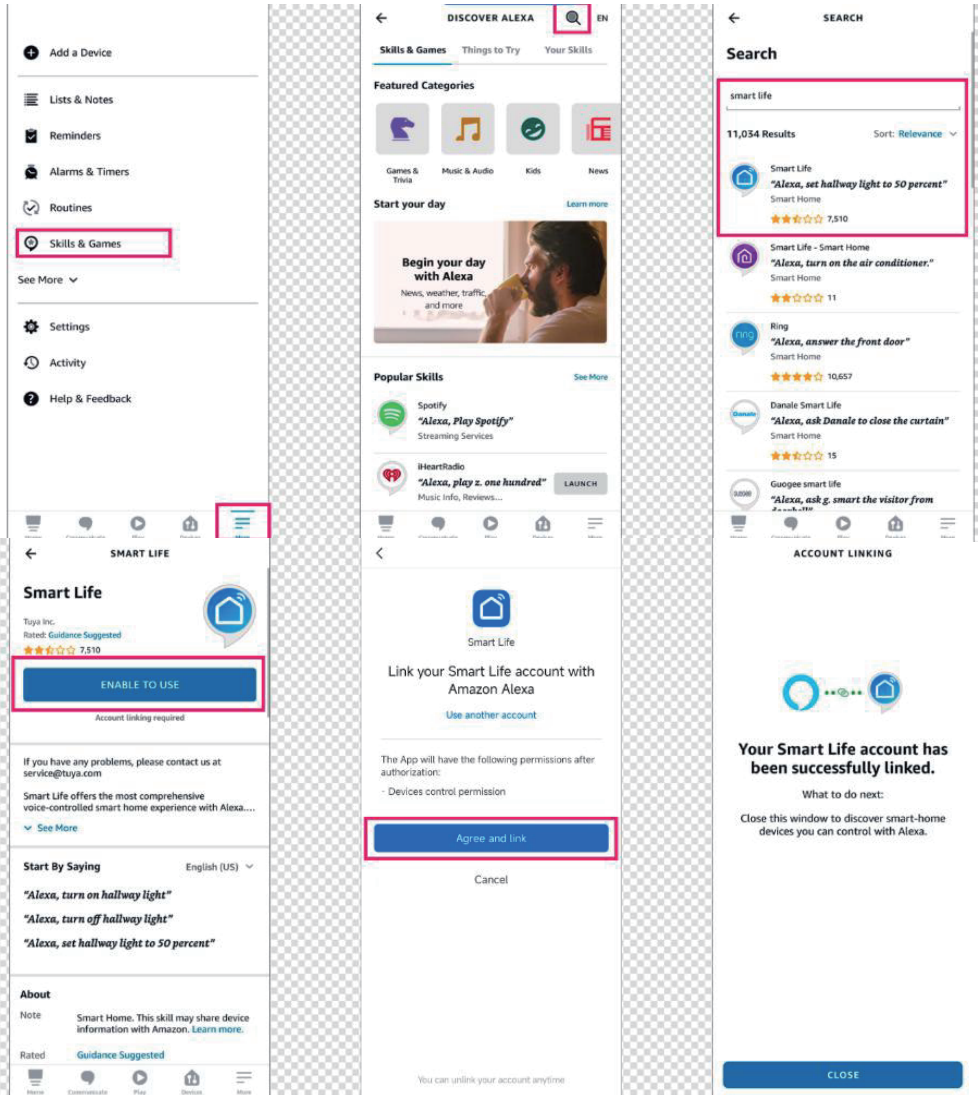 Add a Device
Lists & Notes
Reminders
Alarms & Timers
Routines
Skills & Games
See More
Settings
Activity
Help & Feedback
DISCOVER ALEXA
EN
Skills & Games
Things to Try
Your Skills
Featured Categories
Games & Trivia
Music & Audio
Kids
News
Start your day
Learn more
Begin your day
with Alexa
News, weather, traffic,
and more
Popular Skills
See More
Spotify
“Alexa, Play Spotify”
Streaming Services
iHeartRadio
“Alexa, play z. one hundred”
LAUNCH
Music Info, Reviews...
SEARCH
Search
smart life
11,034 Results
Sort: Relevance
Smart Life
“Alexa, set hallway light to 50 percent”
Smart Home
7,510
Smart Life - Smart Home
“Alexa, turn on the air conditioner.”
Smart Home
11
ring
Ring
“Alexa, answer the front door”
Smart Home
10,657
Danale
Danale Smart Life
“Alexa, ask Danale to close the curtain”
Smart Home
15
Guogee smart life
“Alexa, ask g. smart the visitor from
doorbell”
SMART LIFE
Smart Life
Tuya Inc.
Rated: Guidance Suggested
7,510
ENABLE TO USE
Account linking required
If you have any problems, please contact us at
service@tuya.com
Smart Life offers the most comprehensive
voice-controlled smart home experience with Alexa....
See More
Start By Saying
English (US)
“Alexa, turn on hallway light”
“Alexa, turn off hallway light”
“Alexa, set hallway light to 50 percent”
About
Note
Smart Home. This skill may share device
information with Amazon. Learn more.
Rated
Guidance Suggested
Home
Communicate
Play
Devices
More
Smart Life
Link your Smart Life account with
Amazon Alexa
Use another account
The App will have the following permissions after
authorization:
- Devices control permission
Agree and link
Cancel
You can unlink your account anytime
ACCOUNT LINKING
Your Smart Life account has
been successfully linked.
What to do next:
Close this window to discover smart-home
devices you can control with Alexa.
CLOSE